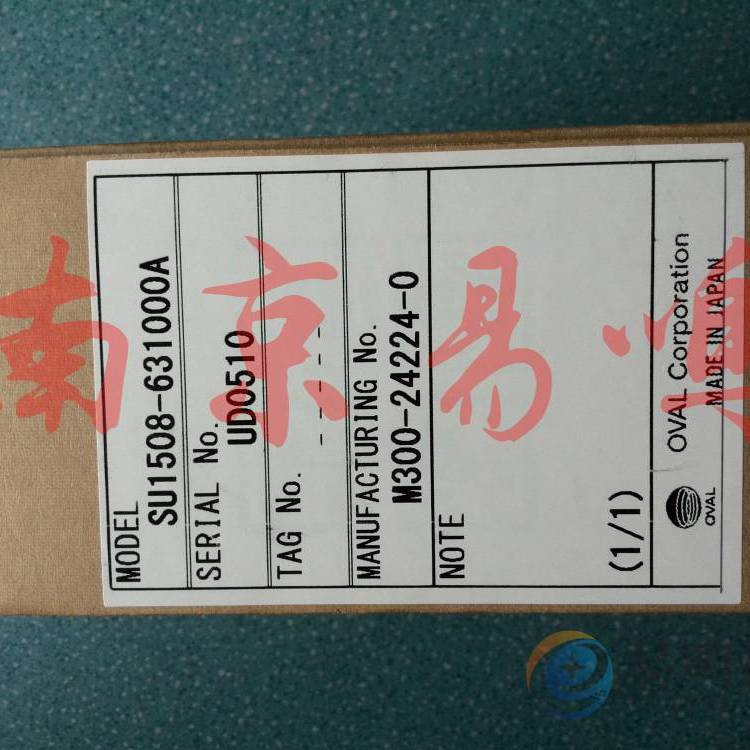 MODEL
SU1508-631000A
SERIAL No.
UD0510
TAG No.
------
MANUFACTURING No.
M300-24224-0
NOTE
(1/1)
OVAL
OVAL Corporation
MADE IN JAPAN
南京易